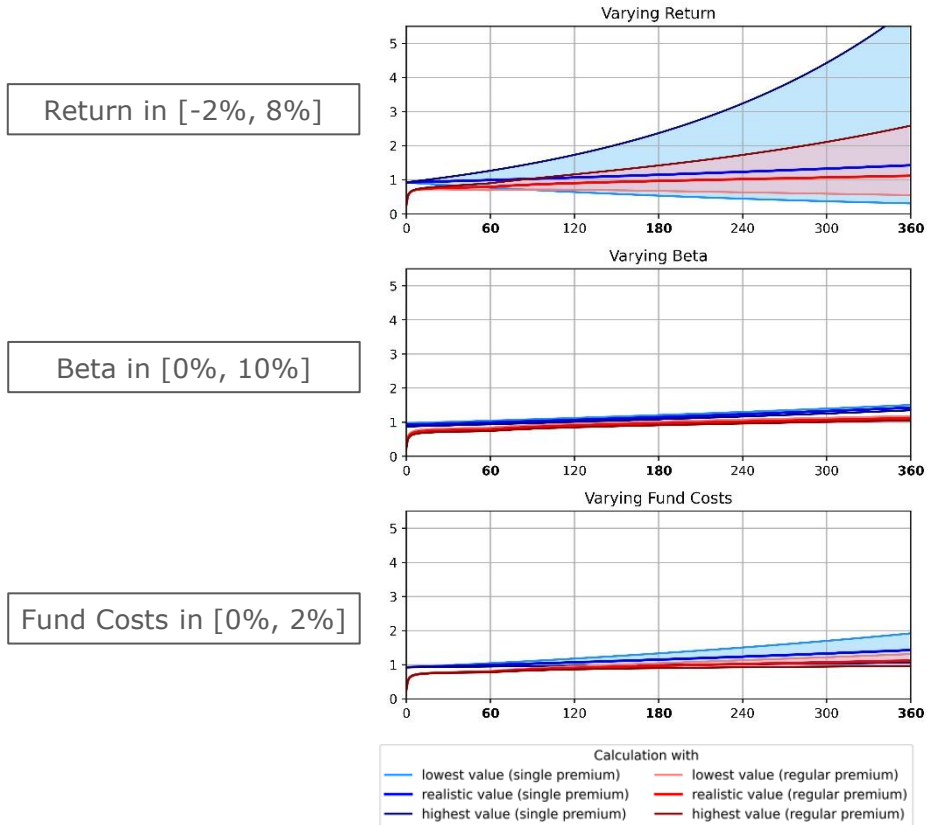 Varying Return
Return in [-2%, 8%]
5
4
3
2
1
0
0 60 120 180 240 300 360
Varying Beta
Beta in [0%, 10%]
5
4
3
2
1
0
0 60 120 180 240 300 360
Varying Fund Costs
Fund Costs in [0%, 2%]
5
4
3
2
1
0
0 60 120 180 240 300 360
Calculation with
lowest value (single premium) lowest value (regular premium)
realistic value (single premium) realistic value (regular premium)
highest value (single premium) highest value (regular premium)